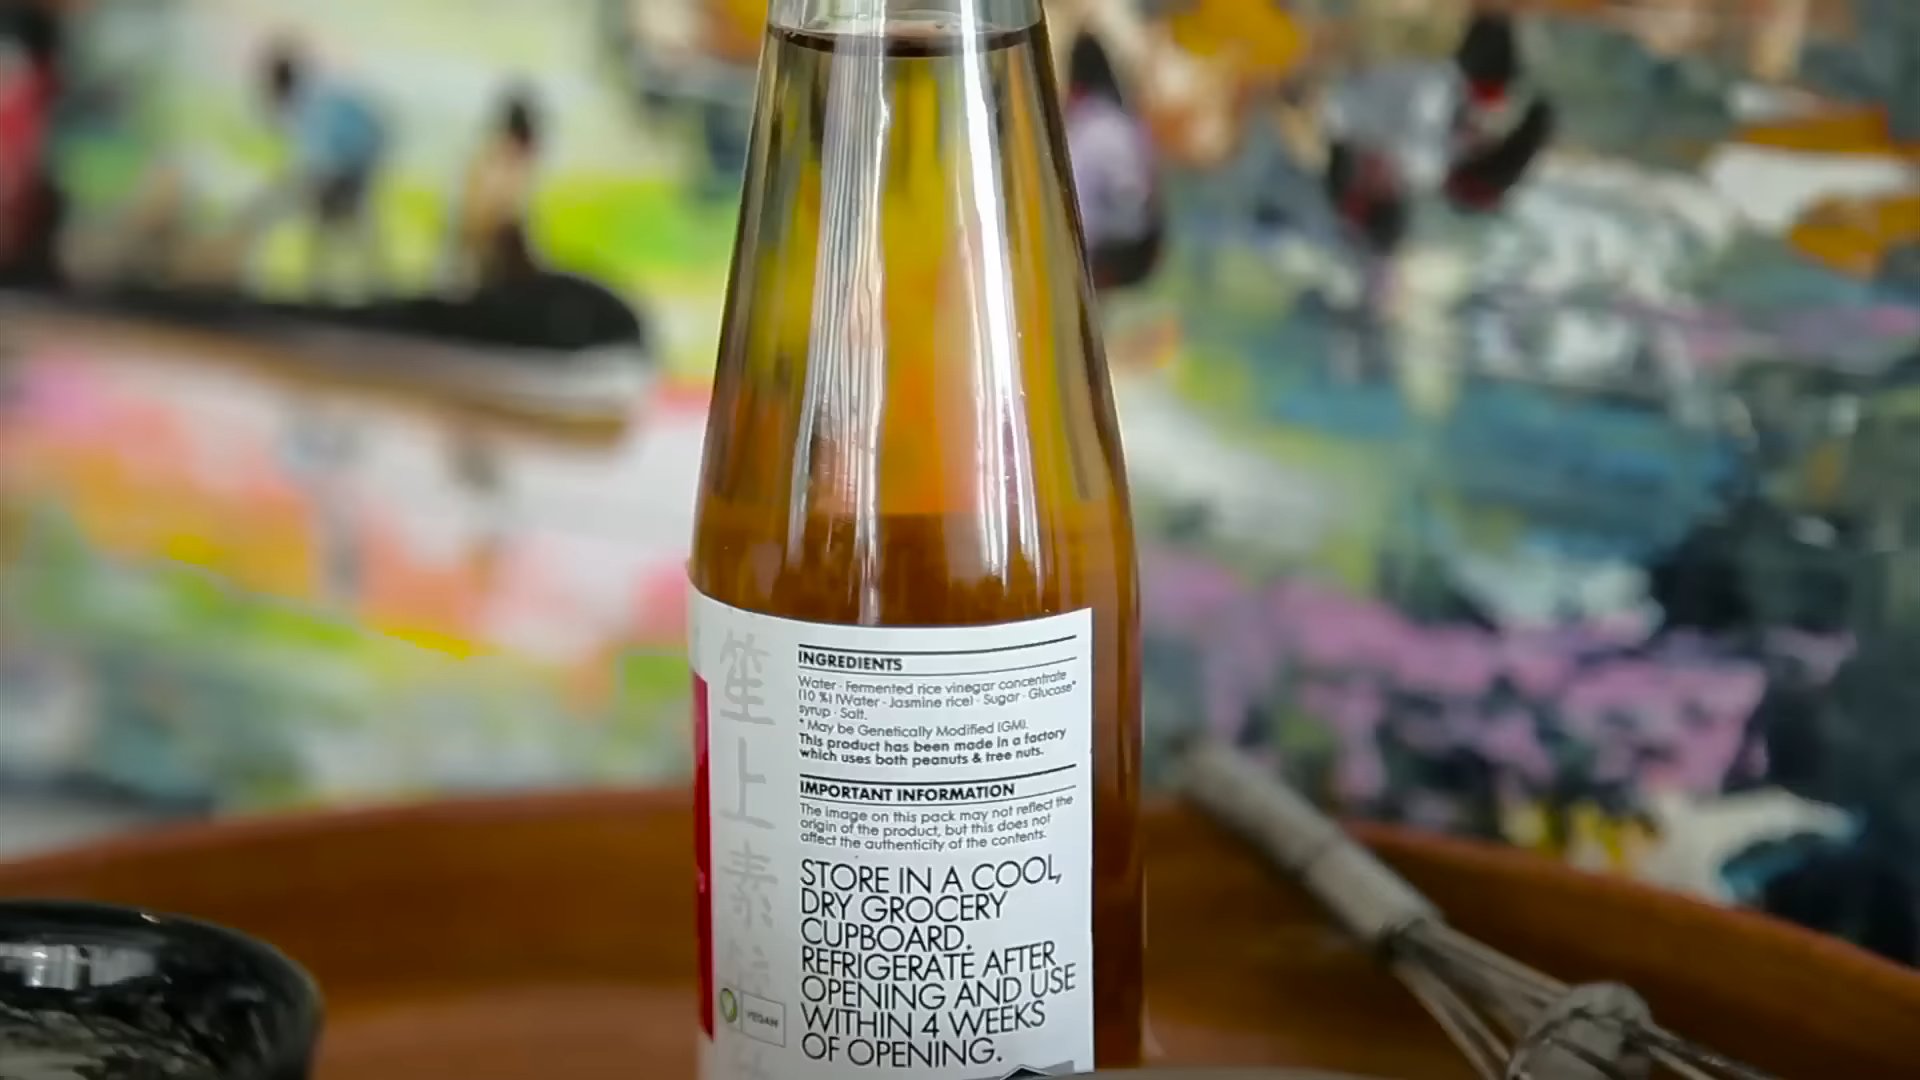 INGREDIENTS
Water - Fermented rice vinegar concentrate
(10 %) (Water - Jasmine rice) - Sugar - Glucose*
syrup - Salt.
* May be Genetically Modified (GM).
This product has been made in a factory
which uses both peanuts & tree nuts.
IMPORTANT INFORMATION
The image on this pack may not reflect the
origin of the product, but this does not
affect the authenticity of the contents.
STORE IN A COOL,
DRY GROCERY
CUPBOARD.
REFRIGERATE AFTER
OPENING AND USE
WITHIN 4 WEEKS
OF OPENING.
VEGAN